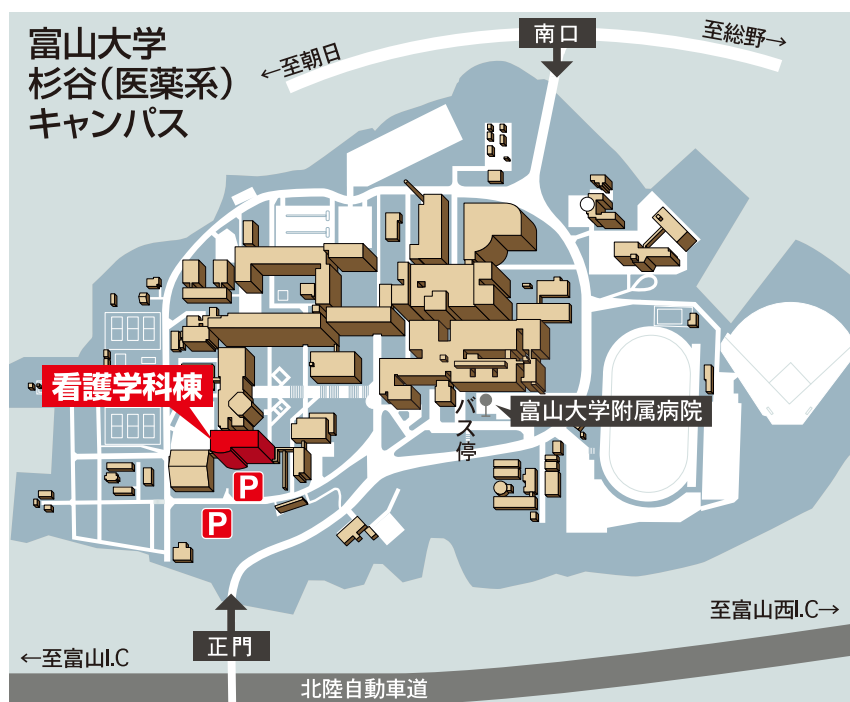 富山大学
杉谷（医薬系）
キャンパス
南口
←至朝日
至総野→
看護学科棟
富山大学附属病院
バス停
P
P
正門
至富山西I.C→
←至富山I.C
北陸自動車道